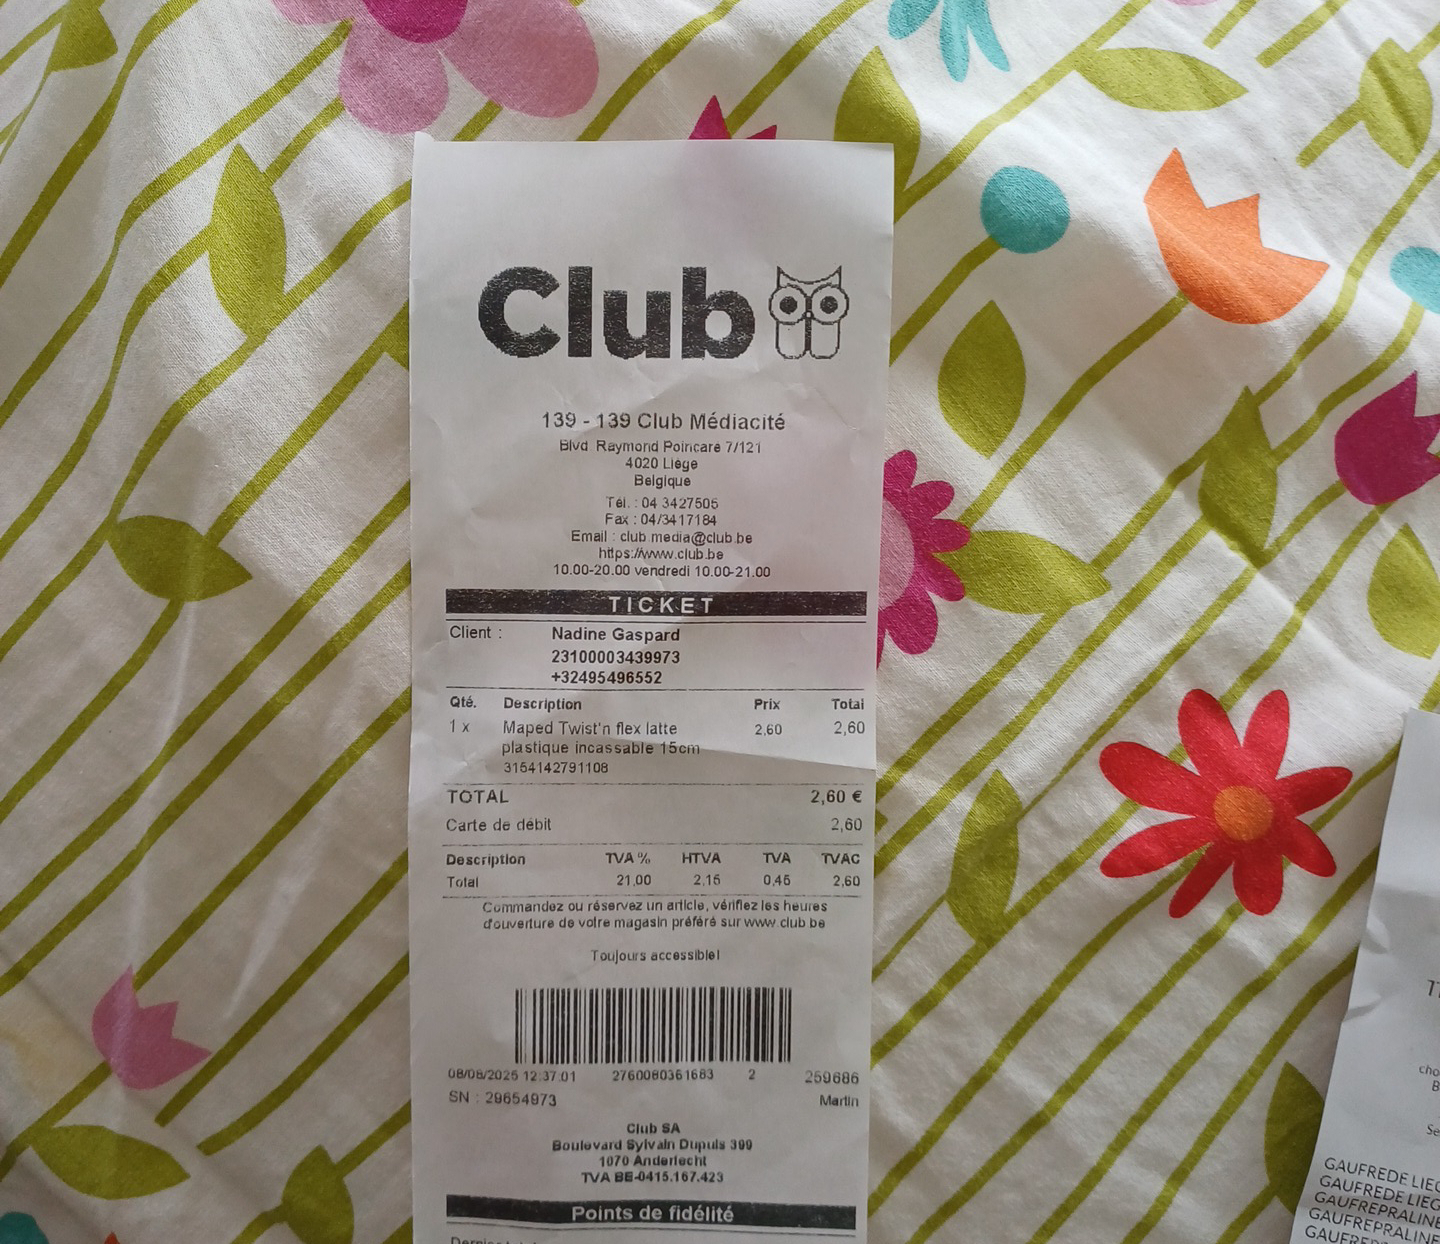 Club
139 - 139 Club Médiacité
Blvd Raymond Poincare 7/121
4020 Liège
Belgique
Tél. : 04 3427505
Fax : 04/3417184
Email : club media@club.be
https://www.club.be
10.00-20.00 vendredi 10.00-21.00
TICKET
Client : Nadine Gaspard
23100003439973
+32495496552
Qté. Description Prix Total
1 x Maped Twist'n flex latte 2,60 2,60
plastique incassable 15cm
3154142791108
TOTAL 2,60 €
Carte de débit 2,60
Description TVA % HTVA TVA TVAC
Total 21,00 2,15 0,45 2,60
Commandez ou réservez un article, vérifiez les heures
d'ouverture de votre magasin préféré sur www.club.be
Toujours accessible!
08/08/2025 12:37:01 2760080361683 2 259686
SN : 29654973 Martin
Club SA
Boulevard Sylvain Dupuis 399
1070 Anderlecht
TVA BE-0415.167.423
Points de fidélité
GAUFREDE LIEG
GAUFREDE LIEG
GAUFREPRALINE
GAUFREPRALINE